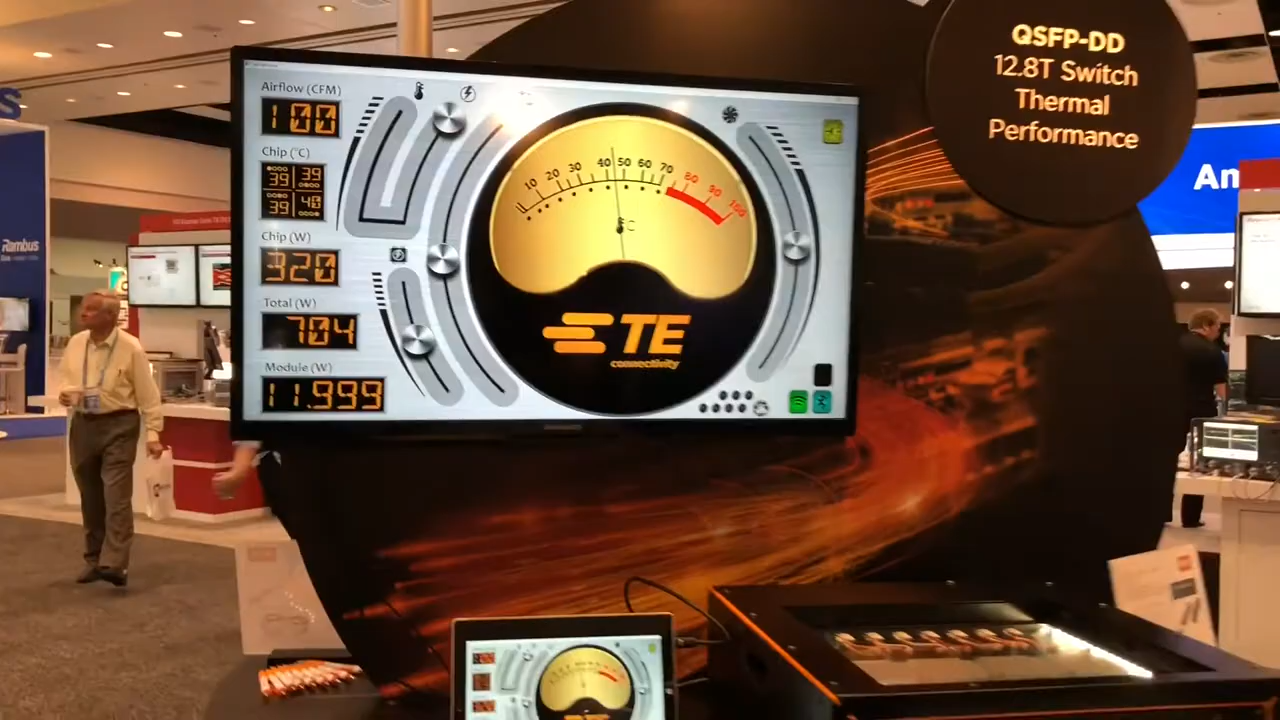 QSFP-DD
12.8T Switch
Thermal
Performance
Airflow (CFM)
100
Chip (°C)
39 39
39 40
Chip (W)
320
Total (W)
704
Module (W)
11.999
10 20 30 40 50 60 70 80 90 100
°C
TE
connectivity
Rambus
An